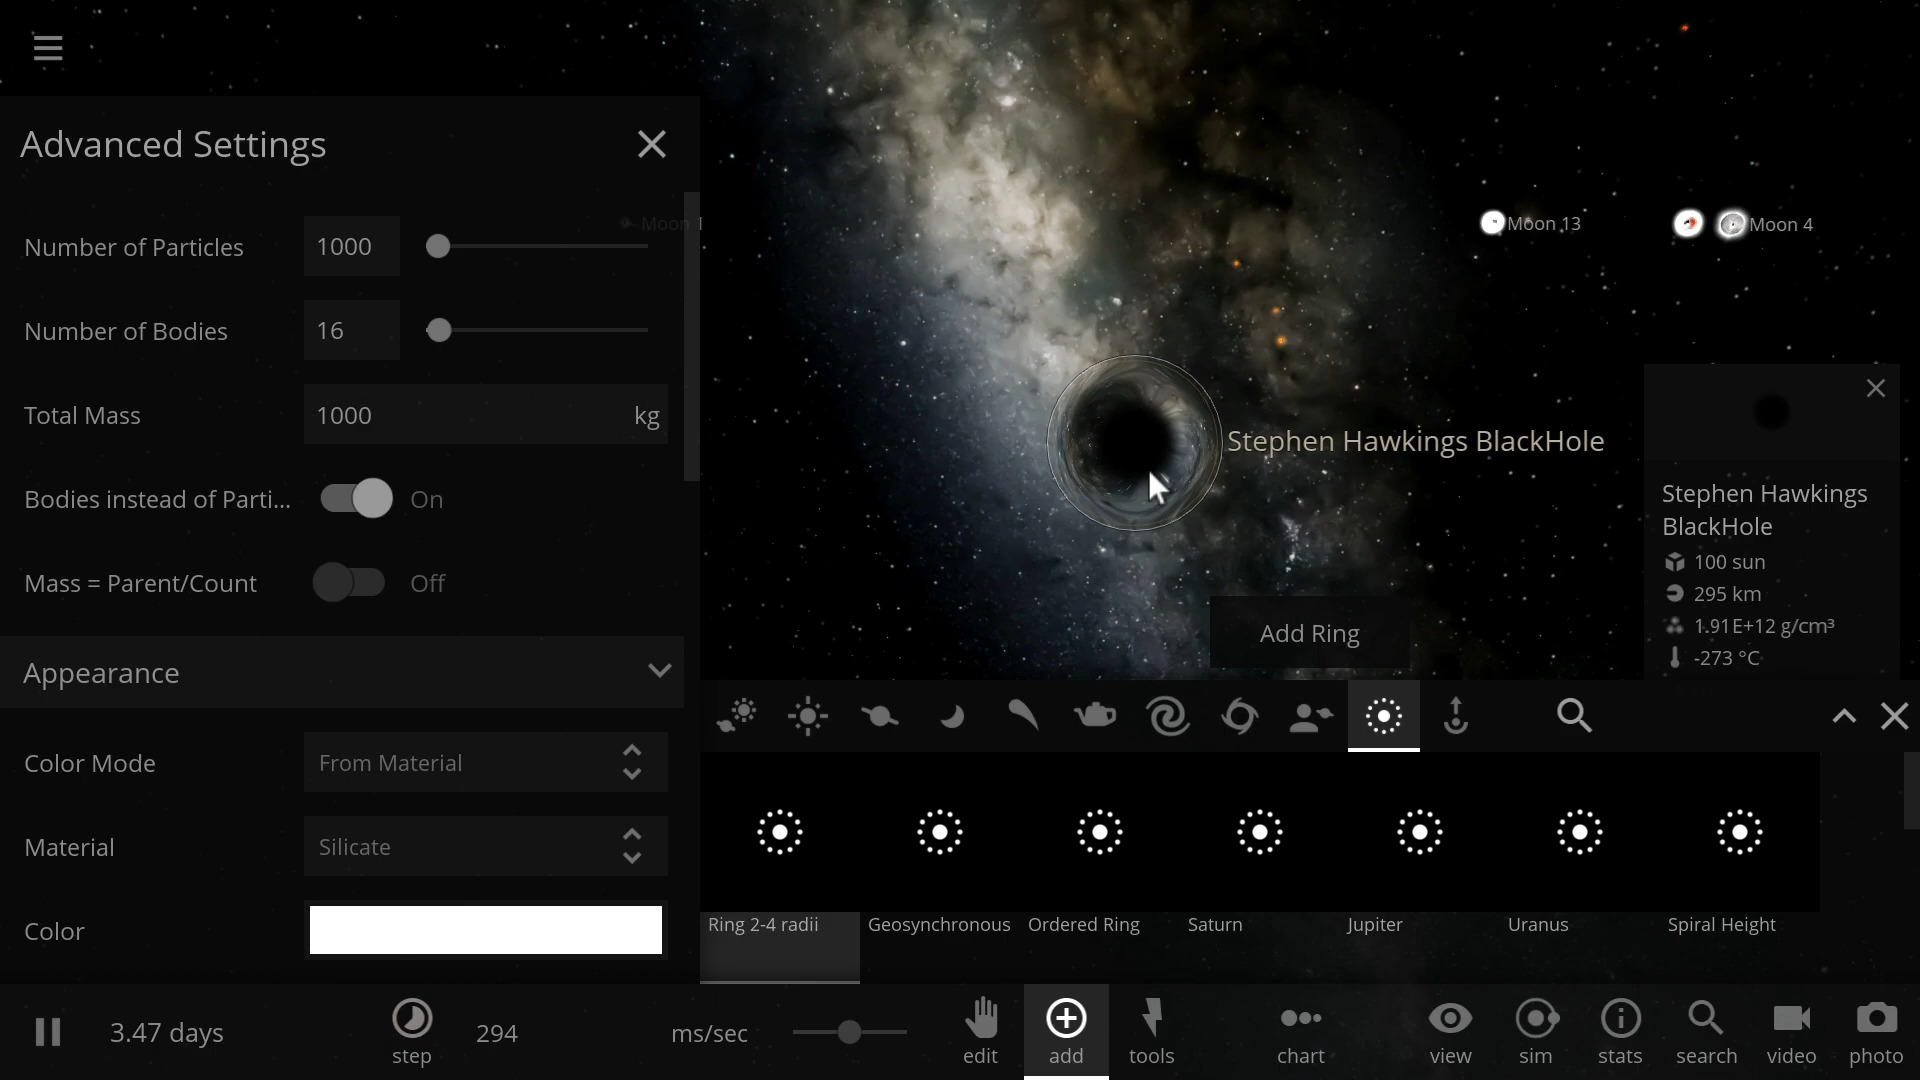 Advanced Settings
Number of Particles
1000
Number of Bodies
16
Total Mass
1000
kg
Bodies instead of Parti...
On
Mass = Parent/Count
Off
Appearance
Color Mode
From Material
Material
Silicate
Color
Moon 1
Moon 13
Moon 4
Stephen Hawkings BlackHole
Stephen Hawkings
BlackHole
100 sun
295 km
1.91E+12 g/cm³
-273 °C
Add Ring
Ring 2-4 radii
Geosynchronous
Ordered Ring
Saturn
Jupiter
Uranus
Spiral Height
3.47 days
step
294
ms/sec
edit
add
tools
chart
view
sim
stats
search
video
photo